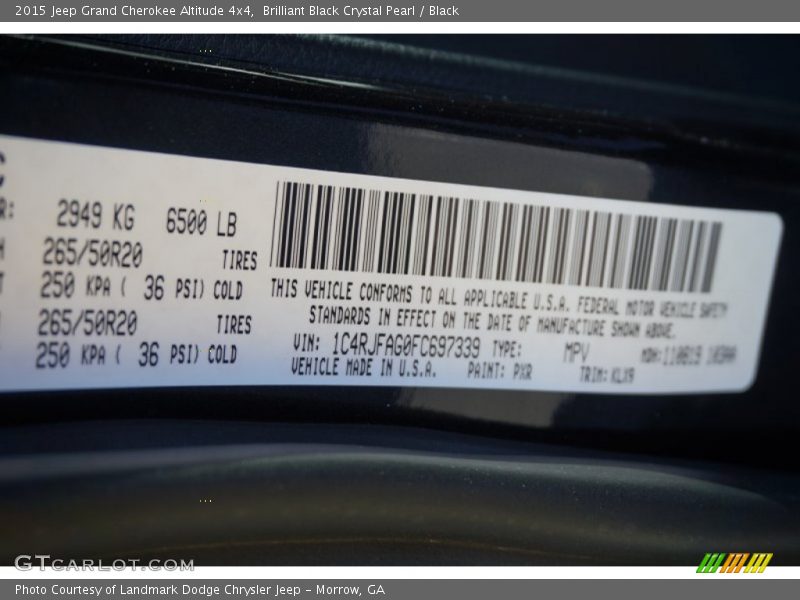 2015 Jeep Grand Cherokee Altitude 4x4,  Brilliant Black Crystal Pearl / Black
2949 KG 6500 LB
265/50R20 TIRES
250 KPA ( 36 PSI) COLD
265/50R20 TIRES
250 KPA ( 36 PSI) COLD
THIS VEHICLE CONFORMS TO ALL APPLICABLE U.S.A. FEDERAL MOTOR VEHICLE SAFETY
STANDARDS IN EFFECT ON THE DATE OF MANUFACTURE SHOWN ABOVE.
VIN: 1C4RJFAG0FC697339 TYPE: MPV MDH:
VEHICLE MADE IN U.S.A. PAINT: PXR TRIM: KLX9
GTCARLOT.COM
Photo Courtesy of Landmark Dodge Chrysler Jeep – Morrow, GA